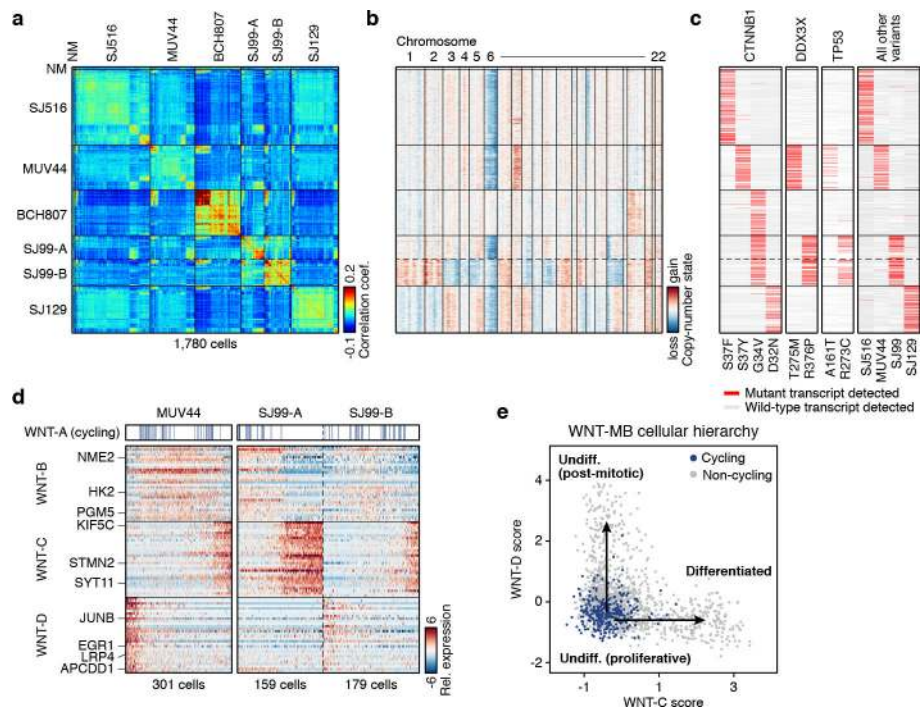 a
NM
SJ516
MUV44
BCH807
SJ99-A
SJ99-B
SJ129
NM
SJ516
MUV44
BCH807
SJ99-A
SJ99-B
SJ129
1,780 cells
-0.1 0.2
Correlation coef.
b
Chromosome
1 2 3 4 5 6 22
loss gain
Copy-number state
c
CTNNB1
DDX3X
TP53
All other
variants
S37F
S37Y
G34V
D32N
T275M
R376P
A161T
R273C
SJ516
MUV44
SJ99
SJ129
Mutant transcript detected
Wild-type transcript detected
d
MUV44 SJ99-A SJ99-B
WNT-A (cycling)
WNT-B
NME2
HK2
PGM5
WNT-C
KIF5C
STMN2
SYT11
WNT-D
JUNB
EGR1
LRP4
APCDD1
301 cells 159 cells 179 cells
-6 6
Rel. expression
e
WNT-MB cellular hierarchy
Undiff.
(post-mitotic)
Cycling
Non-cycling
Differentiated
Undiff. (proliferative)
WNT-D score
4
2
0
-2
-1 1 3
WNT-C score